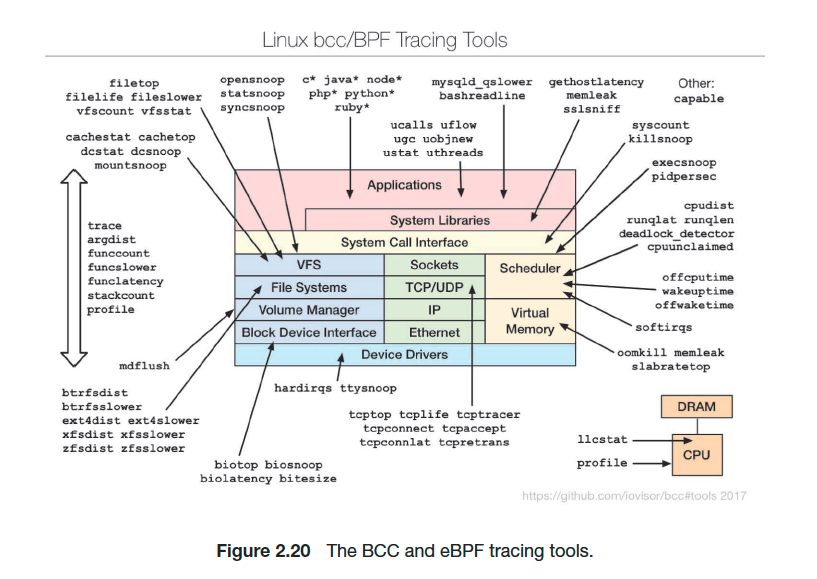 Linux bcc/BPF Tracing Tools
filetop
filelife fileslower
vfscount vfsstat
opensnoop
statsnoop
syncsnoop
c* java* node*
php* python*
ruby*
mysqld_qslower
bashreadline
gethostlatency
memleak
sslsniff
Other:
capable
cachestat cachetop
dcstat dcsnoop
mountsnoop
ucalls uflow
ugc uobjnew
ustat uthreads
syscount
killsnoop
execsnoop
pidpersec
trace
argdist
funccount
funcslower
funclatency
stackcount
profile
Applications
System Libraries
System Call Interface
VFS
Sockets
Scheduler
File Systems
TCP/UDP
Volume Manager
IP
Virtual
Memory
Block Device Interface
Ethernet
Device Drivers
cpudist
runqlat runqlen
deadlock_detector
cpuunclaimed
offcputime
wakeuptime
offwaketime
softirqs
oomkill memleak
slabratetop
mdflush
hardirqs ttysnoop
btrfsdist
btrfsslower
ext4dist ext4slower
xfsdist xfsslower
zfsdist zfsslower
tcptop tcplife tcptracer
tcpconnect tcpaccept
tcpconnlat tcpretrans
biotop biosnoop
biolatency bitesize
DRAM
llcstat
CPU
profile
https://github.com/iovisor/bcc#tools 2017
Figure 2.20 The BCC and eBPF tracing tools.